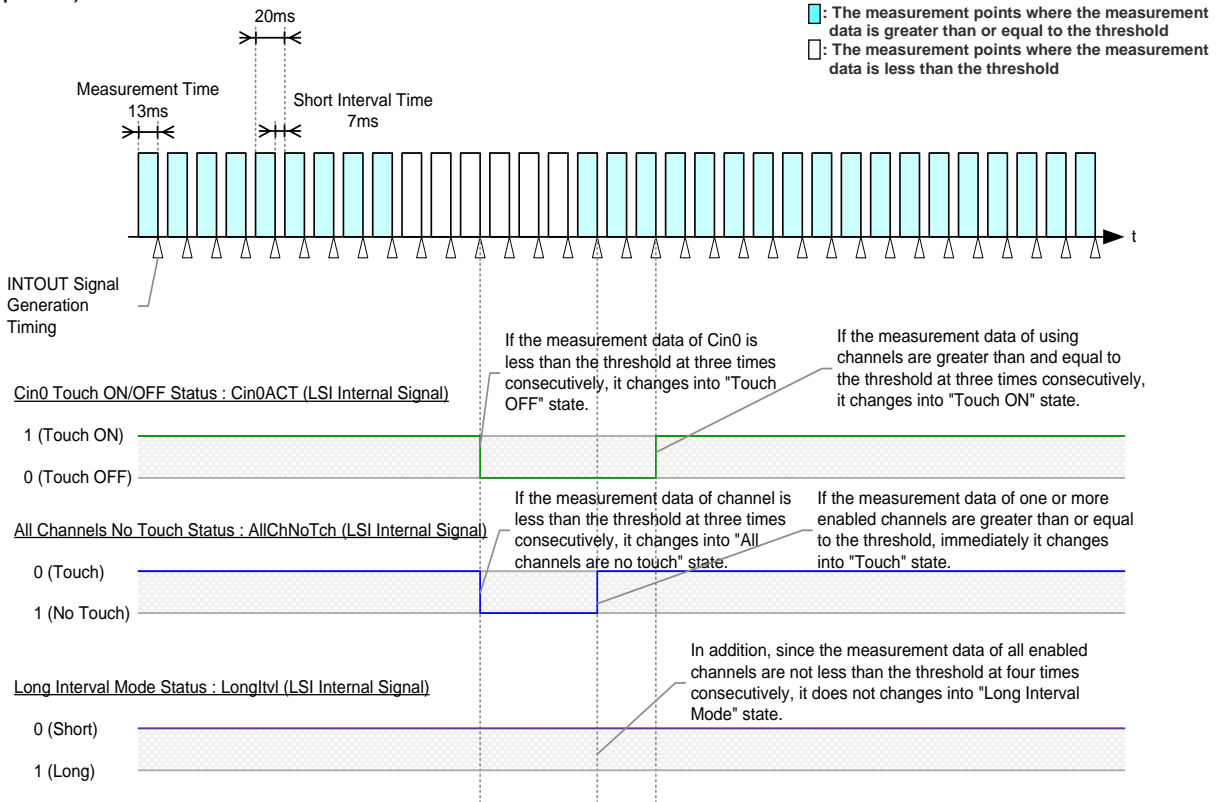 20ms
: The measurement points where the measurement
data is greater than or equal to the threshold
: The measurement points where the measurement
data is less than the threshold
Measurement Time
13ms
Short Interval Time
7ms
t
INTOUT Signal
Generation
Timing
If the measurement data of Cin0 is
less than the threshold at three times
consecutively, it changes into "Touch
OFF" state.
If the measurement data of using
channels are greater than and equal to
the threshold at three times consecutively,
it changes into "Touch ON" state.
Cin0 Touch ON/OFF Status : Cin0ACT (LSI Internal Signal)
1 (Touch ON)
0 (Touch OFF)
If the measurement data of channel is
less than the threshold at three times
consecutively, it changes into "All
channels are no touch" state.
If the measurement data of one or more
enabled channels are greater than or equal
to the threshold, immediately it changes
into "Touch" state.
All Channels No Touch Status : AllChNoTch (LSI Internal Signal)
0 (Touch)
1 (No Touch)
In addition, since the measurement data of all enabled
channels are not less than the threshold at four times
consecutively, it does not changes into "Long Interval
Mode" state.
Long Interval Mode Status : LongItvl (LSI Internal Signal)
0 (Short)
1 (Long)